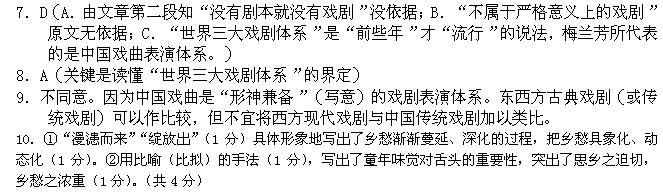 7．D（A．由文章第二段知“没有剧本就没有戏剧”没依据；B．“不属于严格意义上的戏剧”
原文无依据；C．“世界三大戏剧体系”是“前些年”才“流行”的说法，梅兰芳所代表
的是中国戏曲表演体系。）
8．A（关键是读懂“世界三大戏剧体系”的界定）
9．不同意。因为中国戏曲是“形神兼备”（写意）的戏剧表演体系。东西方古典戏剧（或传
统戏剧）可以作比较，但不宜将西方现代戏剧与中国传统戏剧加以类比。
10．①“漫漶而来”“绽放出”（1分）具体形象地写出了乡愁渐渐蔓延、深化的过程，把乡愁具象化、动
态化（1分）。②用比喻（比拟）的手法（1分），写出了童年味觉对舌头的重要性，突出了思乡之迫切，
乡愁之浓重（1分）。（共4分）